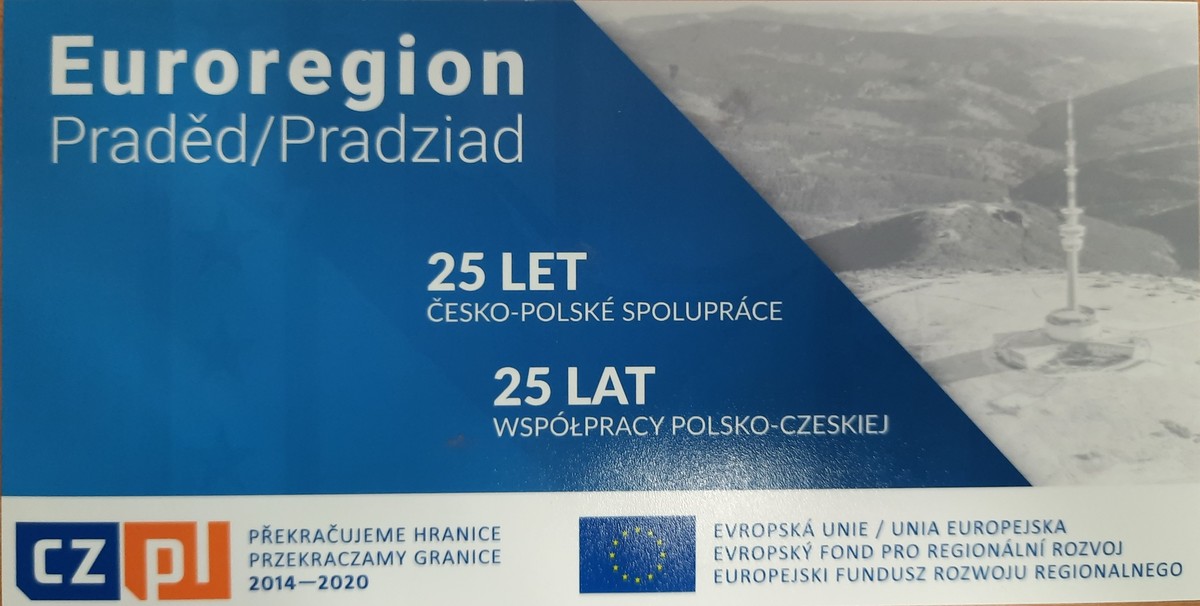 Euroregion
Praděd/Pradziad
25 LET
ČESKO-POLSKÉ SPOLUPRÁCE
25 LAT
WSPÓŁPRACY POLSKO-CZESKIEJ
cz pl
PŘEKRAČUJEME HRANICE
PRZEKRACZAMY GRANICE
2014—2020
EVROPSKÁ UNIE / UNIA EUROPEJSKA
EVROPSKÝ FOND PRO REGIONÁLNÍ ROZVOJ
EUROPEJSKI FUNDUSZ ROZWOJU REGIONALNEGO